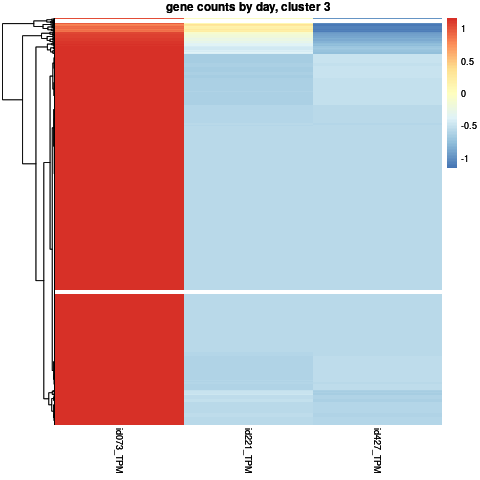 gene counts by day, cluster 3
1
0.5
0
-0.5
-1
id073_TPM
id221_TPM
id427_TPM